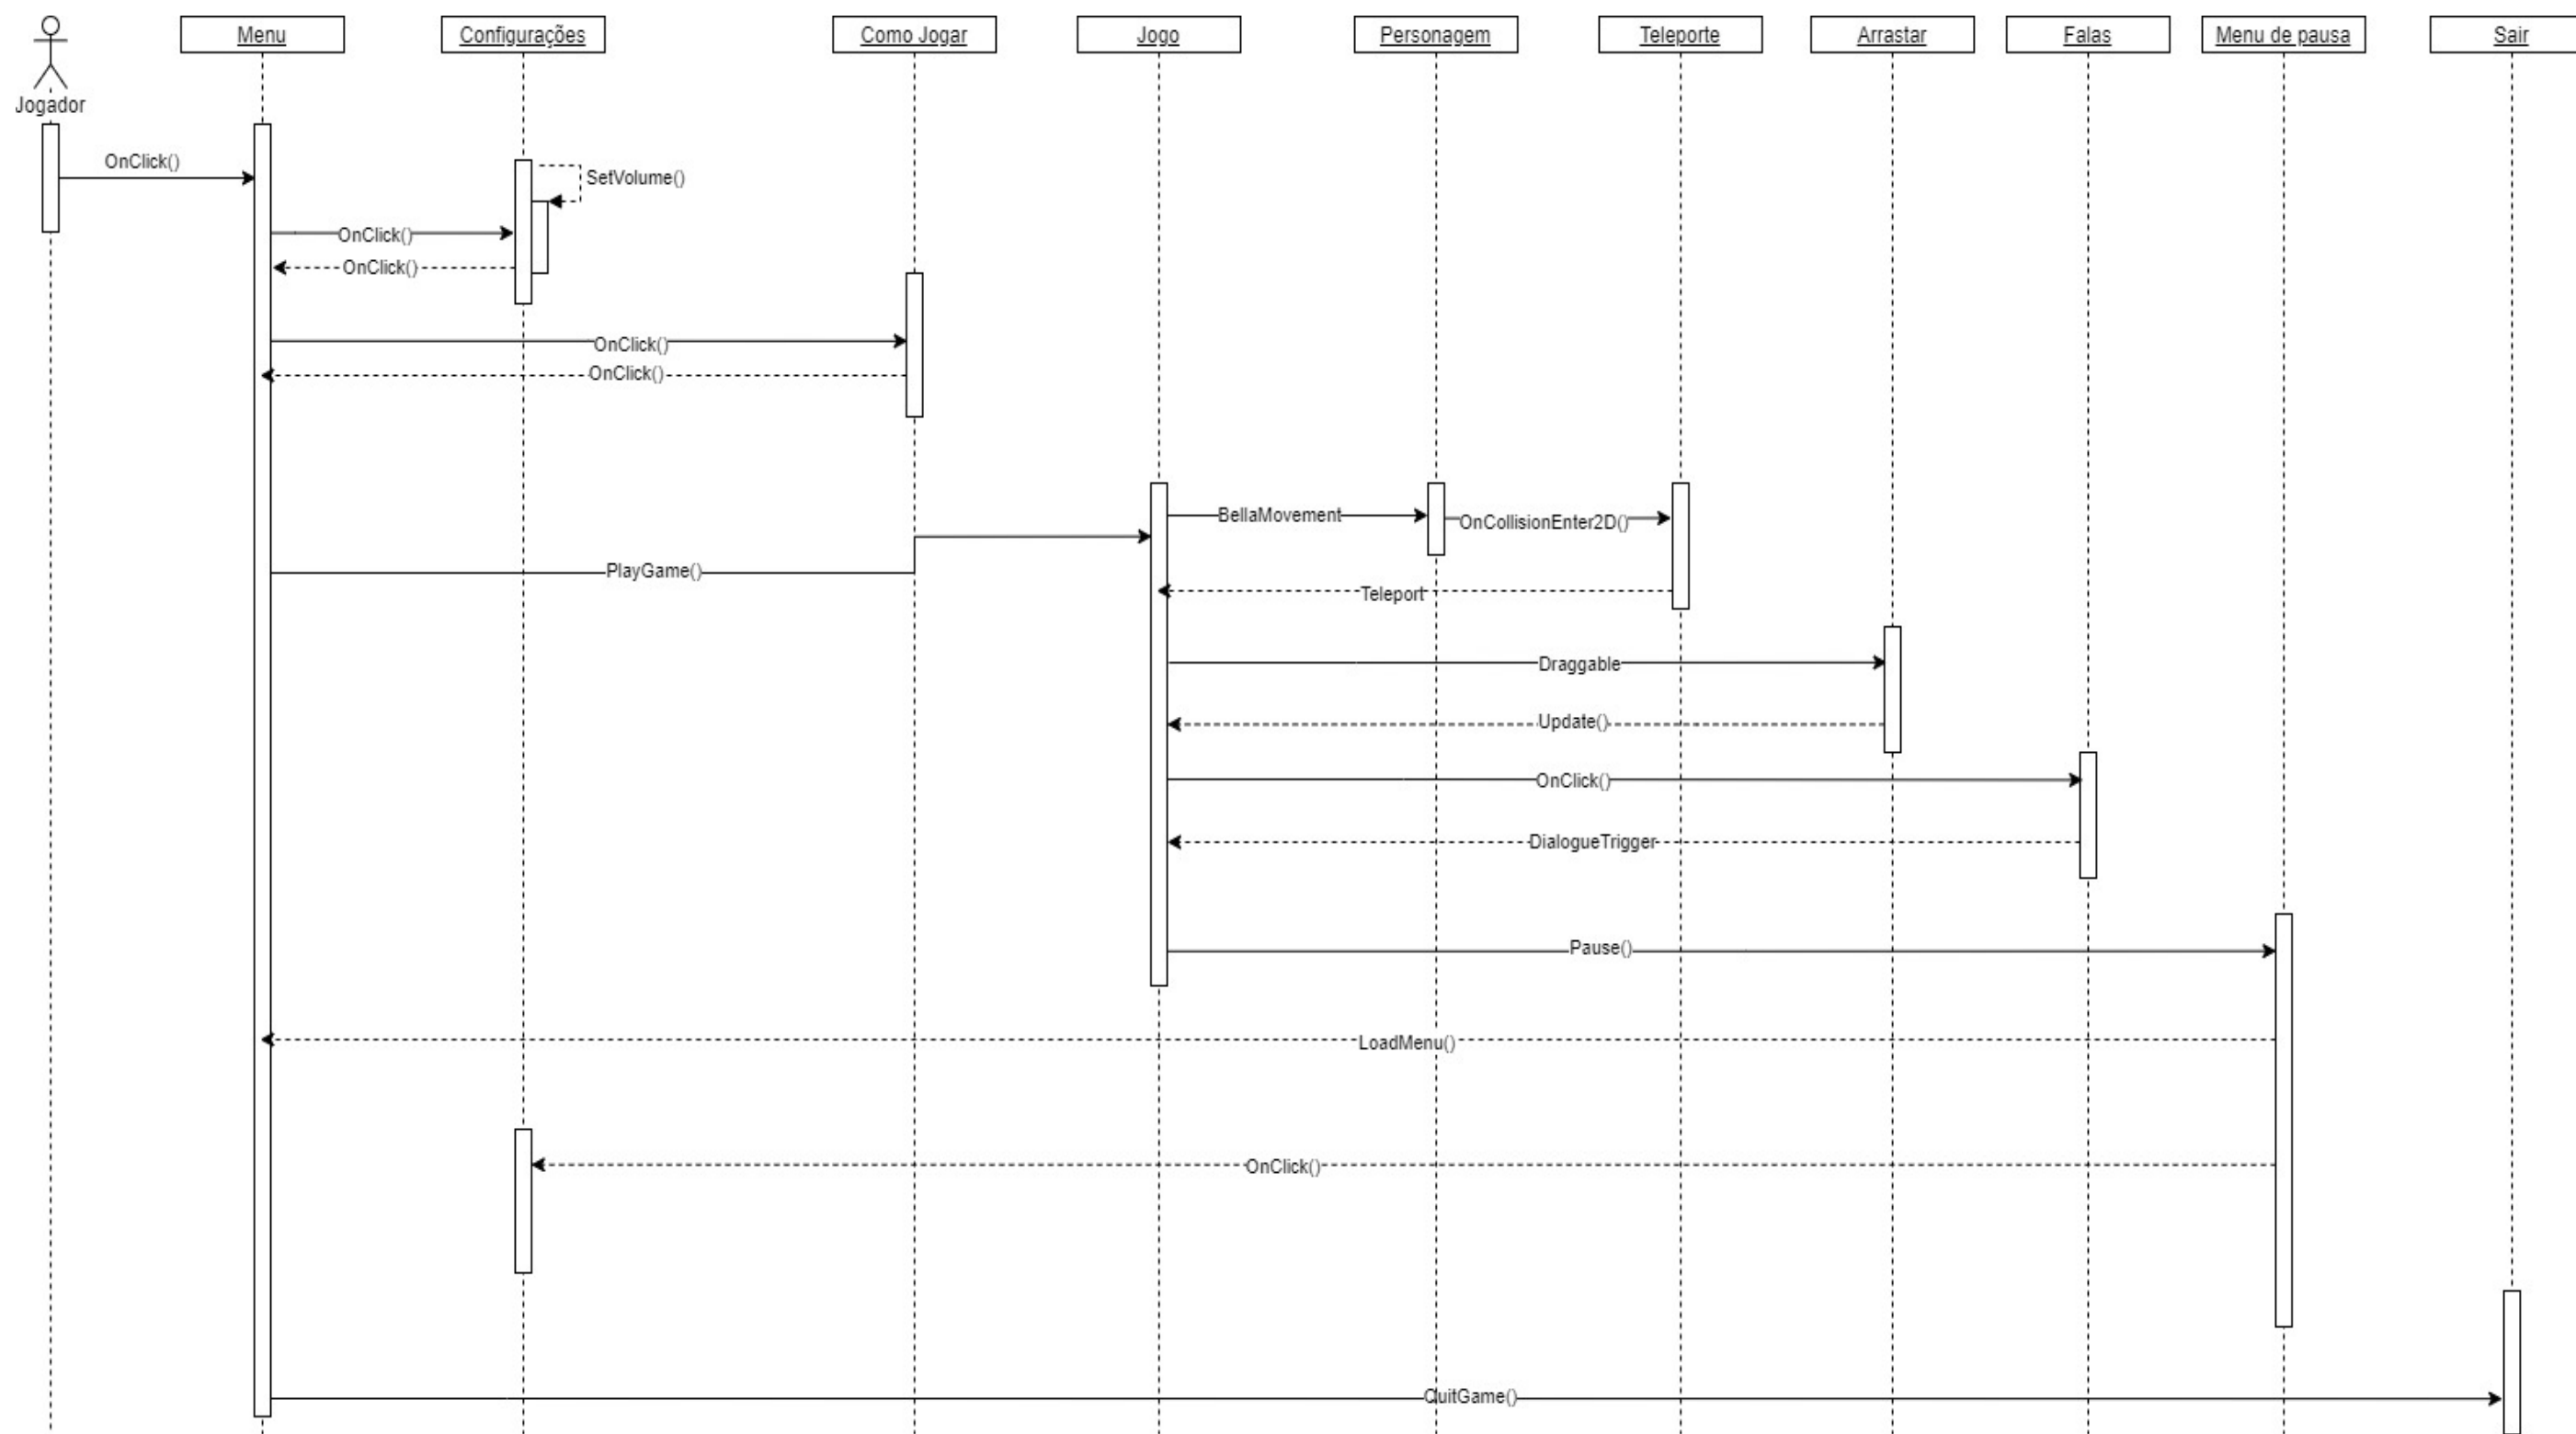 Menu
Configurações
Como Jogar
Jogo
Personagem
Teleporte
Arrastar
Falas
Menu de pausa
Sair
Jogador
OnClick()
SetVolume()
OnClick()
OnClick()
OnClick()
OnClick()
BellaMovement
OnCollisionEnter2D()
PlayGame()
Teleport
Draggable
Update()
OnClick()
DialogueTrigger
Pause()
LoadMenu()
OnClick()
QuitGame()